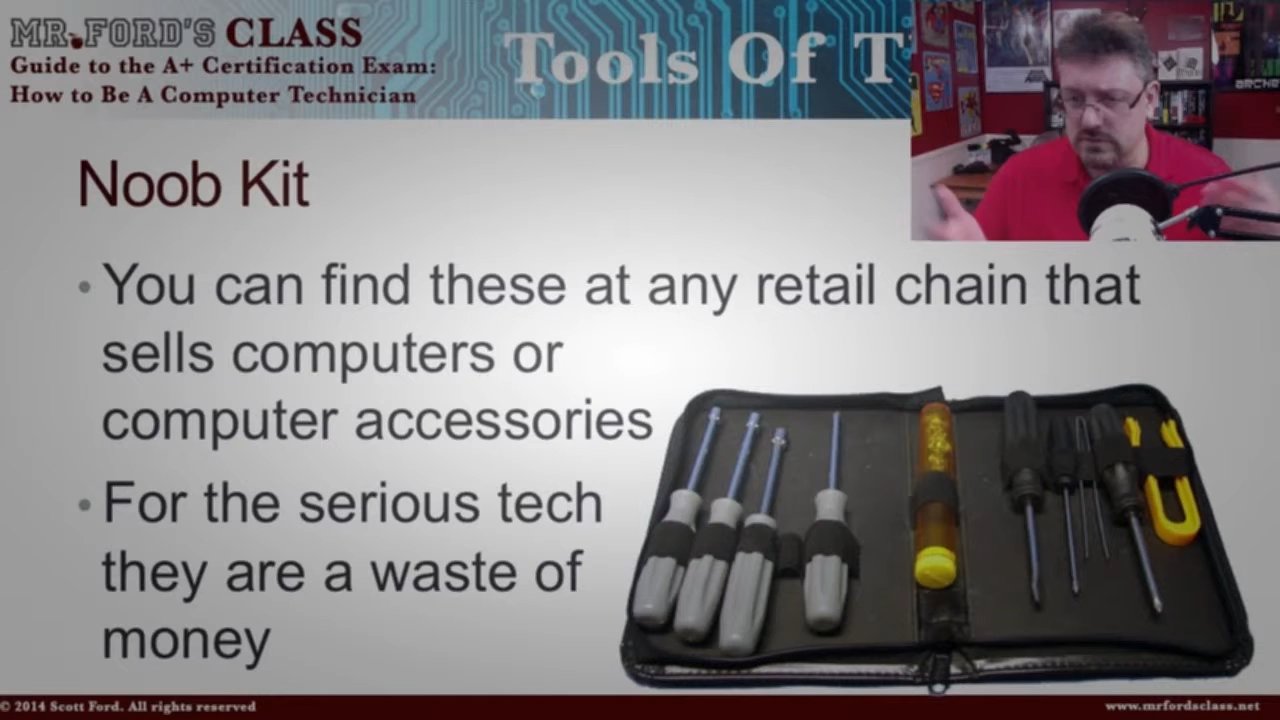 MR.FORD'S CLASS
Guide to the A+ Certification Exam:
How to Be A Computer Technician
Tools Of T
Noob Kit
• You can find these at any retail chain that
sells computers or
computer accessories
• For the serious tech
they are a waste of
money
© 2014 Scott Ford. All rights reserved
www.mrfordsclass.net